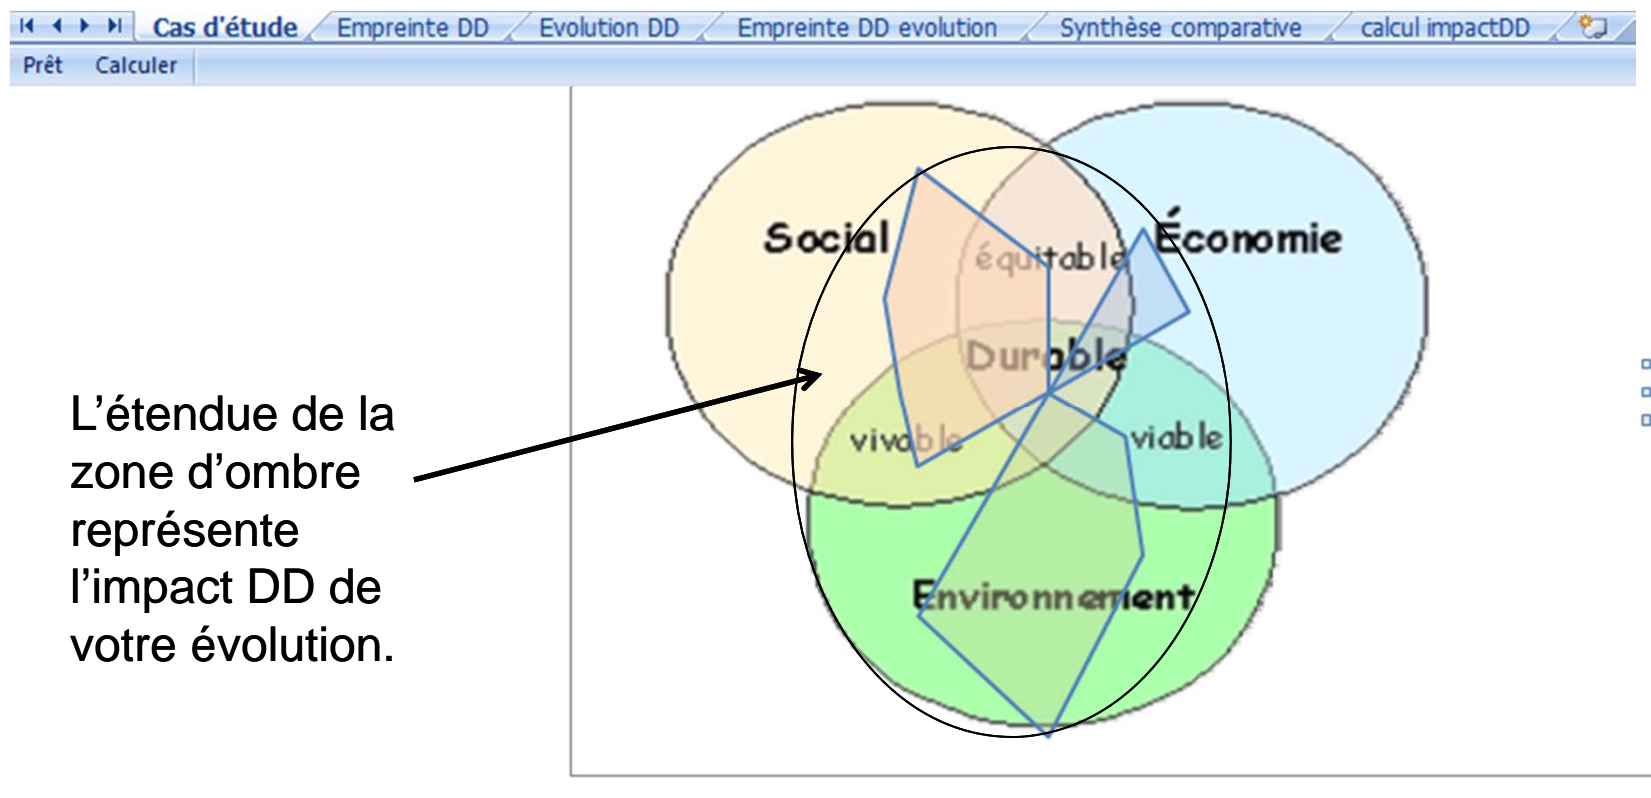 Cas d'étude Empreinte DD Evolution DD Empreinte DD evolution Synthèse comparative calcul impactDD
Prêt Calculer
Social
Économie
équitable
Durable
vivable
viable
Environnement
L’étendue de la
zone d’ombre
représente
l’impact DD de
votre évolution.